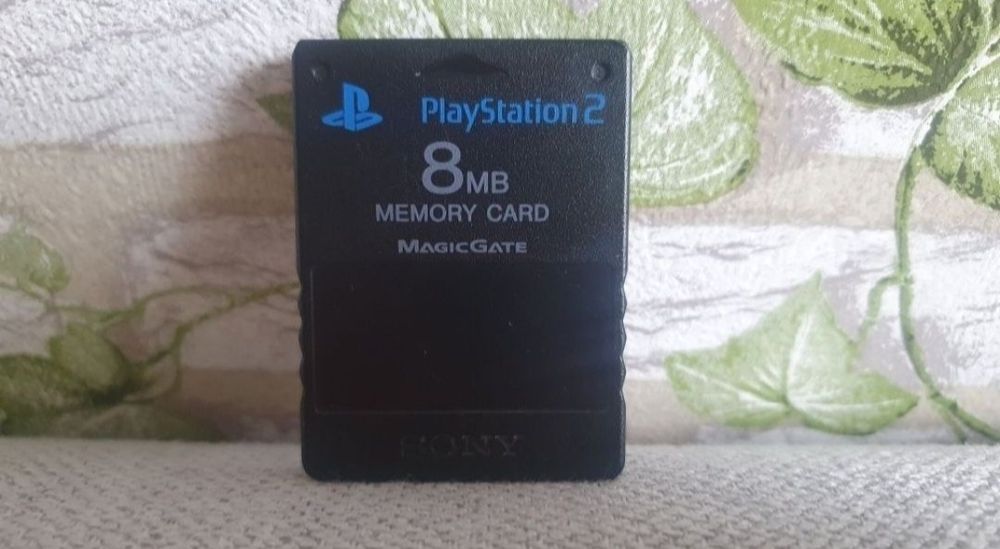 PlayStation 2
8MB
MEMORY CARD
MAGICGATE
SONY